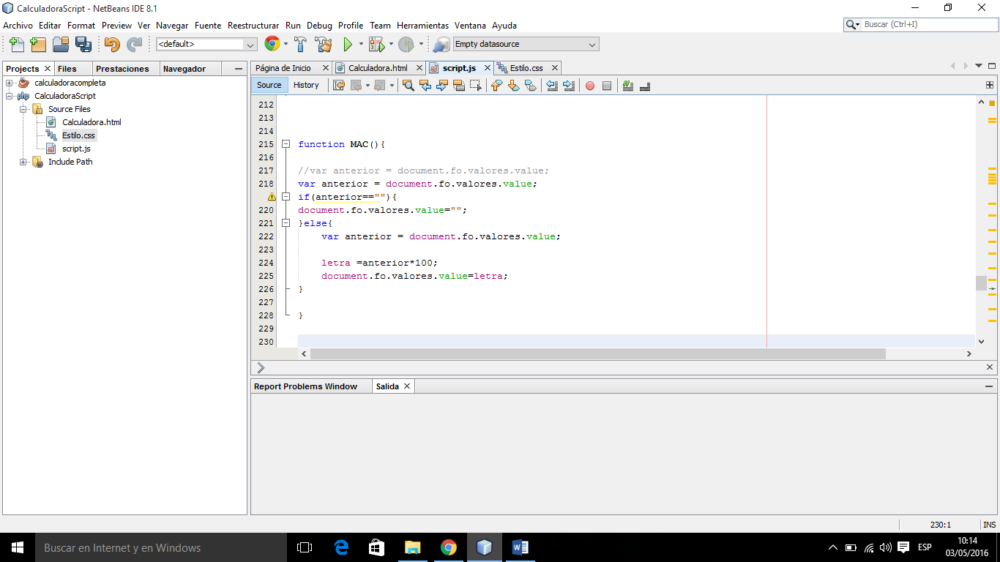 CalculadoraScript - NetBeans IDE 8.1
Archivo Editar Format Preview Ver Navegar Fuente Reestructurar Run Debug Profile Team Herramientas Ventana Ayuda
Buscar (Ctrl+I)
<default>
Empty datasource
Projects Files Prestaciones Navegador
calculadoracompleta
CalculadoraScript
Source Files
Calculadora.html
Estilo.css
script.js
Include Path
Página de Inicio Calculadora.html script.js Estilo.css
Source History
212
213
214
215 function MAC(){
216
217 //var anterior = document.fo.valores.value;
218 var anterior = document.fo.valores.value;
if(anterior==""){
220 document.fo.valores.value="";
221 }else{
222 var anterior = document.fo.valores.value;
223
224 letra =anterior*100;
225 document.fo.valores.value=letra;
226 }
227
228 }
229
230
Report Problems Window Salida
230:1 INS
Buscar en Internet y en Windows
ESP
10:14
03/05/2016